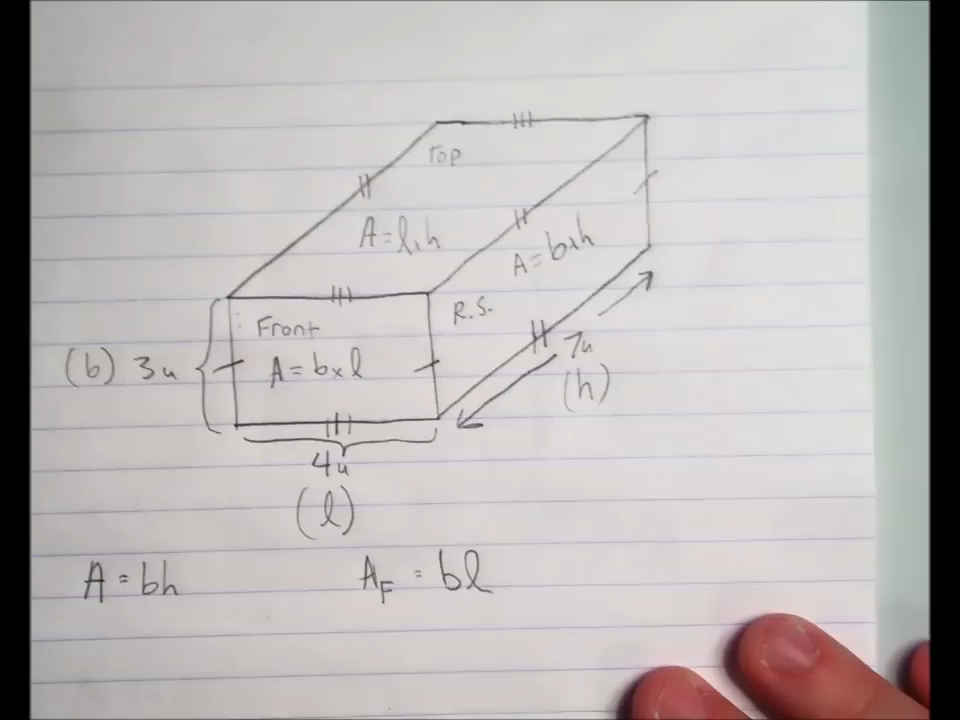 Top
A = l x h
A = b x h
R.S.
Front
A = b x l
(b) 3u
7u
(h)
4u
(l)
A = bh
A_F = bl